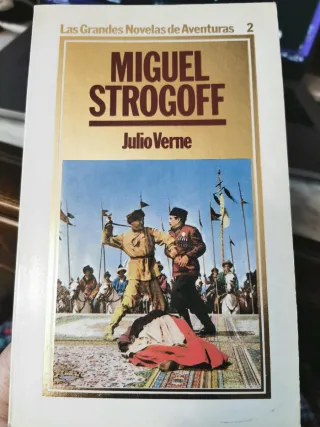 Las Grandes Novelas de Aventuras 2
MIGUEL
STROGOFF
Julio Verne